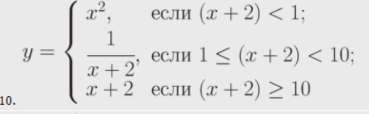 y = { x², если (x + 2) < 1;
1/(x + 2), если 1 ≤ (x + 2) < 10;
x + 2 если (x + 2) ≥ 10
10.